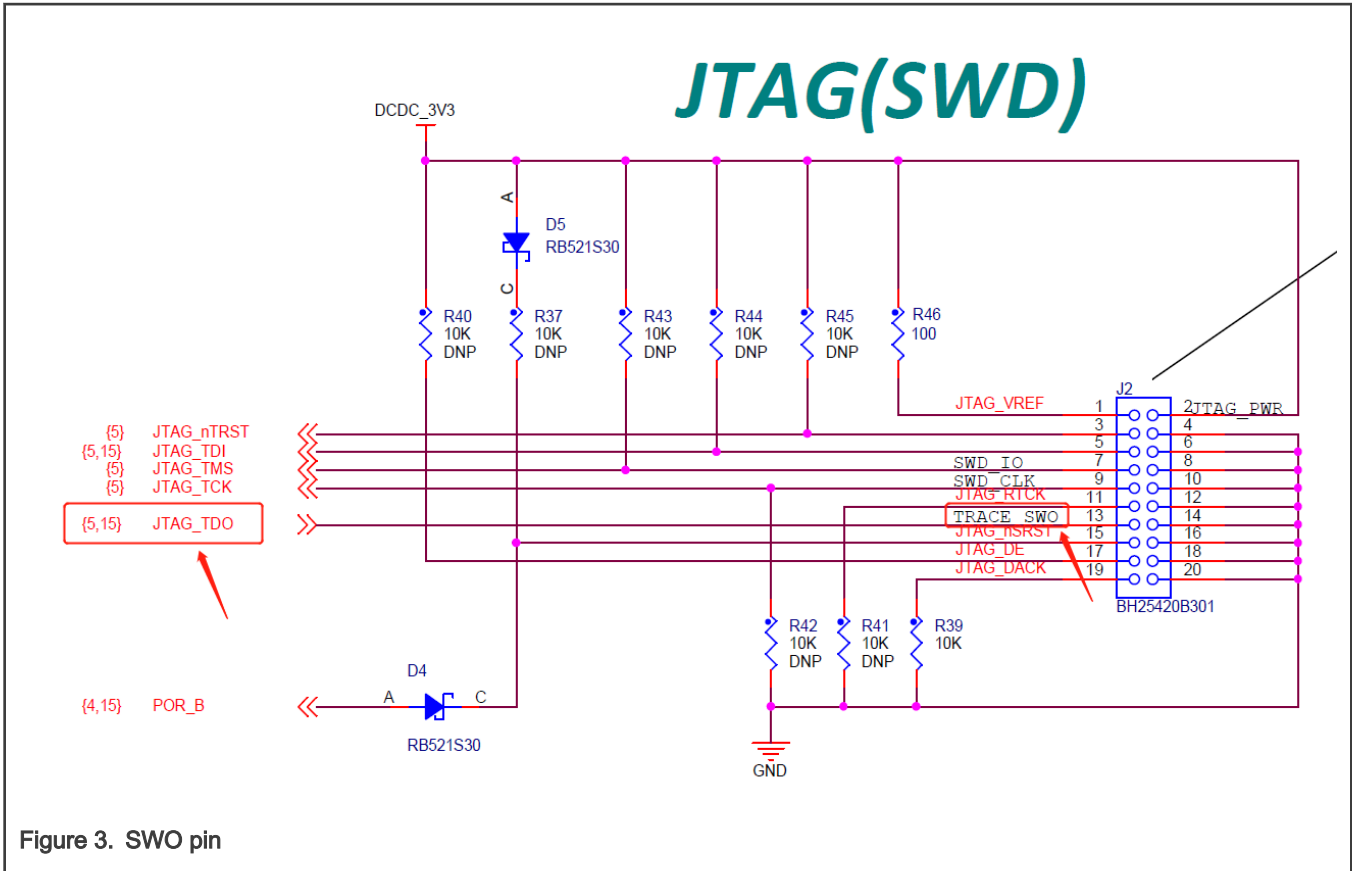 JTAG(SWD)
DCDC_3V3
A
D5
RB521S30
C
R40
10K
DNP
R37
10K
DNP
R43
10K
DNP
R44
10K
DNP
R45
10K
DNP
R46
100
J2
JTAG_VREF 1 2 JTAG_PWR
{5} JTAG_nTRST 3 4
{5,15} JTAG_TDI 5 6
{5} JTAG_TMS SWD_IO 7 8
{5} JTAG_TCK SWD_CLK 9 10
JTAG_RTCK 11 12
{5,15} JTAG_TDO TRACE_SWO 13 14
JTAG_nSRST 15 16
JTAG_DE 17 18
JTAG_DACK 19 20
BH25420B301
R42
10K
DNP
R41
10K
DNP
R39
10K
D4
{4,15} POR_B A C
RB521S30
GND
Figure 3. SWO pin